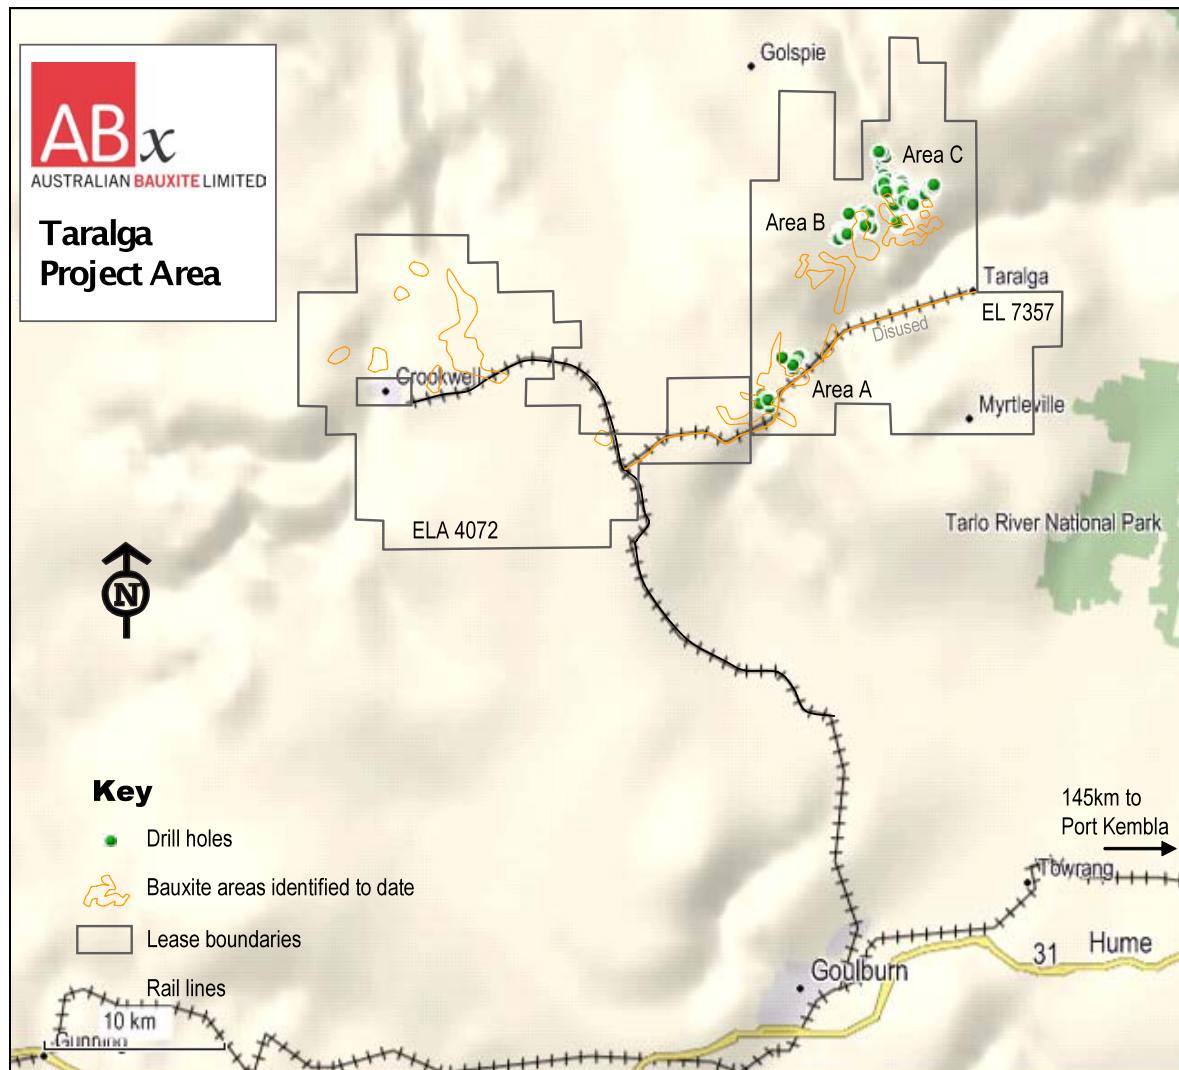 ABx
AUSTRALIAN BAUXITE LIMITED
Taralga
Project Area
Golspie
Area C
Area B
Taralga
EL 7357
Disused
Crookwell
Area A
Myrtleville
ELA 4072
Tarlo River National Park
N
Key
Drill holes
Bauxite areas identified to date
Lease boundaries
Rail lines
10 km
Gunning
145km to
Port Kembla
Towrang
31
Hume
Goulburn